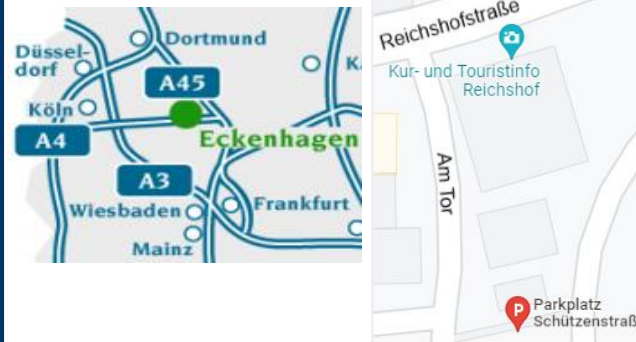 Dortmund
Düssel-
dorf
A45
Köln
A4
Eckenhagen
A3
Wiesbaden
Frankfurt
Mainz
Reichshofstraße
Kur- und Touristinfo
Reichshof
Am Tor
P
Parkplatz
Schützenstraß